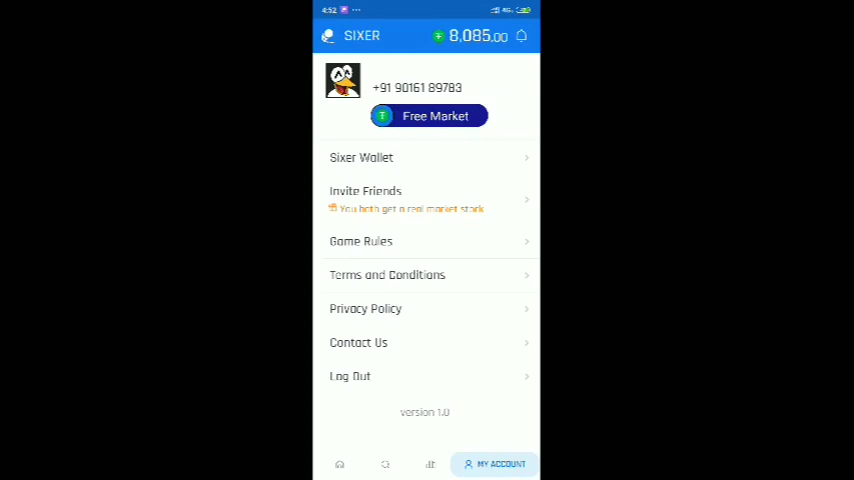 4:52 4G
SIXER 8,085.00
+91 90161 89783
Free Market
Sixer Wallet
Invite Friends
You both get a real market stock
Game Rules
Terms and Conditions
Privacy Policy
Contact Us
Log Out
version 1.0
MY ACCOUNT